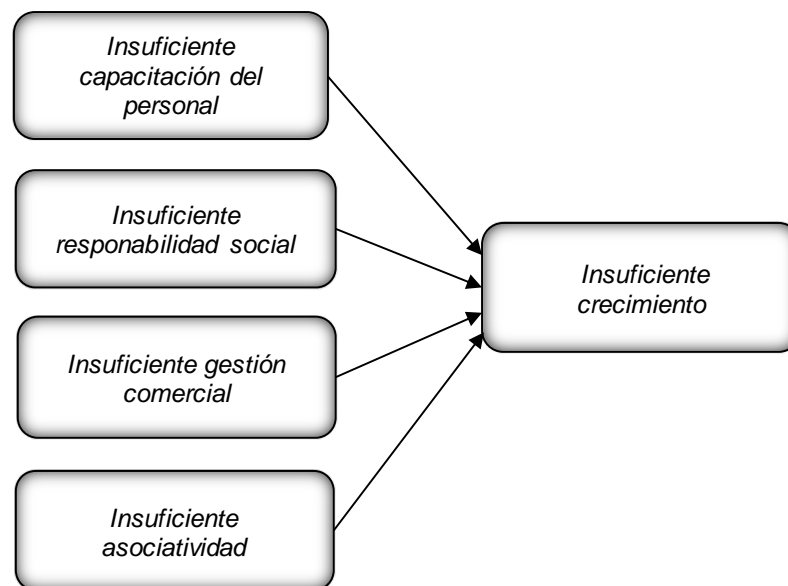 Insuficiente
capacitación del
personal
Insuficiente
responabilidad social
Insuficiente gestión
comercial
Insuficiente
asociatividad
Insuficiente
crecimiento